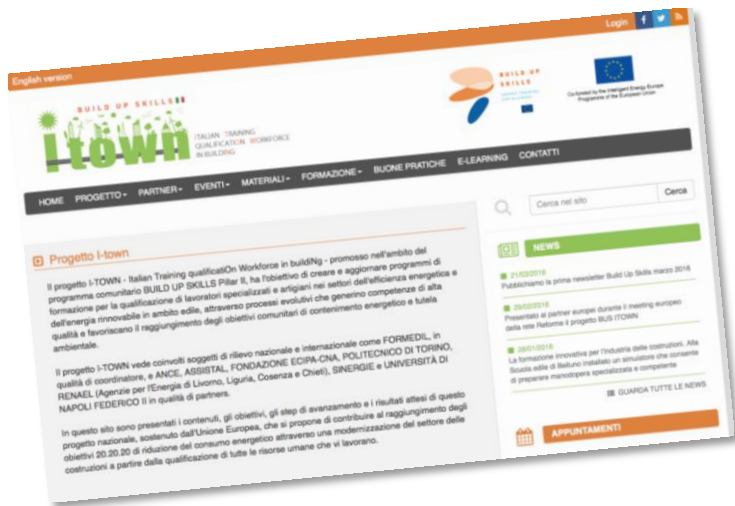 English version
Login
BUILD UP SKILLS
I town
ITALIAN TRAINING
QUALIFICATION WORKFORCE
IN BUILDING
BUILD UP
SKILLS
Co-funded by the Intelligent Energy Europe
Programme of the European Union
HOME PROGETTO PARTNER EVENTI MATERIALI FORMAZIONE BUONE PRATICHE E-LEARNING CONTATTI
Progetto I-town
Il progetto I-TOWN - Italian Training qualificatiOn Workforce in buildiNg - promosso nell'ambito del
programma comunitario BUILD UP SKILLS Pillar II, ha l'obiettivo di creare e aggiornare programmi di
formazione per la qualificazione di lavoratori specializzati e artigiani nei settori dell'efficienza energetica e
dell'energia rinnovabile in ambito edile, attraverso processi evolutivi che generino competenze di alta
qualità e favoriscano il raggiungimento degli obiettivi comunitari di contenimento energetico e tutela
ambientale.
Il progetto I-TOWN vede coinvolti soggetti di rilievo nazionale e internazionale come FORMEDIL, in
qualità di coordinatore, e ANCE, ASSISTAL, FONDAZIONE ECIPA-CNA, POLITECNICO DI TORINO,
RENAEL (Agenzie per l'Energia di Livorno, Liguria, Cosenza e Chieti), SINERGIE e UNIVERSITÀ DI
NAPOLI FEDERICO II in qualità di partners.
In questo sito sono presentati i contenuti, gli obiettivi, gli step di avanzamento e i risultati attesi di questo
progetto nazionale, sostenuto dall'Unione Europea, che si propone di contribuire al raggiungimento degli
obiettivi 20.20.20 di riduzione del consumo energetico attraverso una modernizzazione del settore delle
costruzioni a partire dalla qualificazione di tutte le risorse umane che vi lavorano.
Cerca nel sito
Cerca
NEWS
21/03/2016
Pubblichiamo la prima newsletter Build Up Skills marzo 2016
29/02/2016
Presentato ai partner europei durante il meeting europeo
della rete Reforme il progetto BUS ITOWN
28/01/2016
La formazione innovativa per l'industria delle costruzioni. Alla
Scuola edile di Belluno installato un simulatore che consente
di preparare manodopera specializzata e competente
GUARDA TUTTE LE NEWS
APPUNTAMENTI